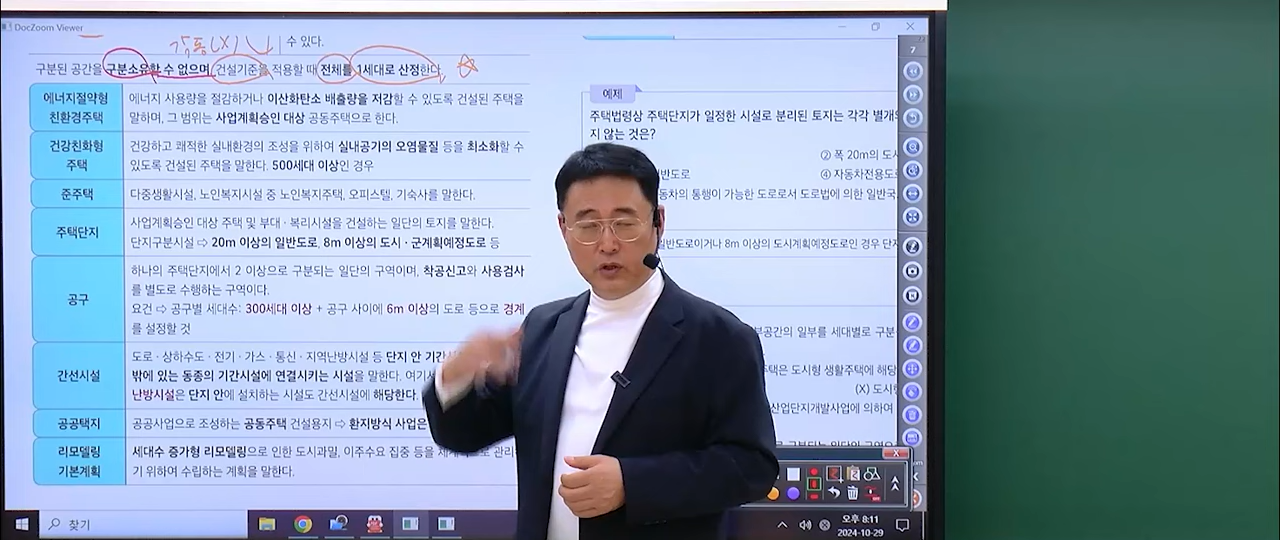 DocZoom Viewer
수 있다.
구분된 공간을 구분소유할 수 없으며, 건설기준을 적용할 때 전체를 1세대로 산정한다.
에너지절약형
친환경주택
에너지 사용량을 절감하거나 이산화탄소 배출량을 저감할 수 있도록 건설된 주택을
말하며, 그 범위는 사업계획승인 대상 공동주택으로 한다.
건강친화형
주택
건강하고 쾌적한 실내환경의 조성을 위하여 실내공기의 오염물질 등을 최소화할 수
있도록 건설된 주택을 말한다. 500세대 이상인 경우
준주택
다중생활시설, 노인복지시설 중 노인복지주택, 오피스텔, 기숙사를 말한다.
주택단지
사업계획승인 대상 주택 및 부대·복리시설을 건설하는 일단의 토지를 말한다.
단지구분시설 ⇨ 20m 이상의 일반도로, 8m 이상의 도시·군계획예정도로 등
공구
하나의 주택단지에서 2 이상으로 구분되는 일단의 구역이며, 착공신고와 사용검사
를 별도로 수행하는 구역이다.
요건 ⇨ 공구별 세대수: 300세대 이상 + 공구 사이에 6m 이상의 도로 등으로 경계
를 설정할 것
간선시설
도로·상하수도·전기·가스·통신·지역난방시설 등 단지 안 기간
밖에 있는 동종의 기간시설에 연결시키는 시설을 말한다. 여기서
난방시설은 단지 안에 설치하는 시설도 간선시설에 해당한다.
공공택지
공공사업으로 조성하는 공동주택 건설용지 ⇨ 환지방식 사업은
리모델링
기본계획
세대수 증가형 리모델링으로 인한 도시과밀, 이주수요 집중 등을
기 위하여 수립하는 계획을 말한다.
예제
주택법령상 주택단지가 일정한 시설로 분리된 토지는 각각 별개의
지 않는 것은?
② 폭 20m의 도시
반도로
④ 자동차전용도로
동차의 통행이 가능한 도로로서 도로법에 의한 일반국
일반도로이거나 8m 이상의 도시계획예정도로인 경우 단지
부공간의 일부를 세대별로 구분
주택은 도시형 생활주택에 해당
(X) 도시형
산업단지개발사업에 의하여
7
찾기
오후 8:11
2024-10-29